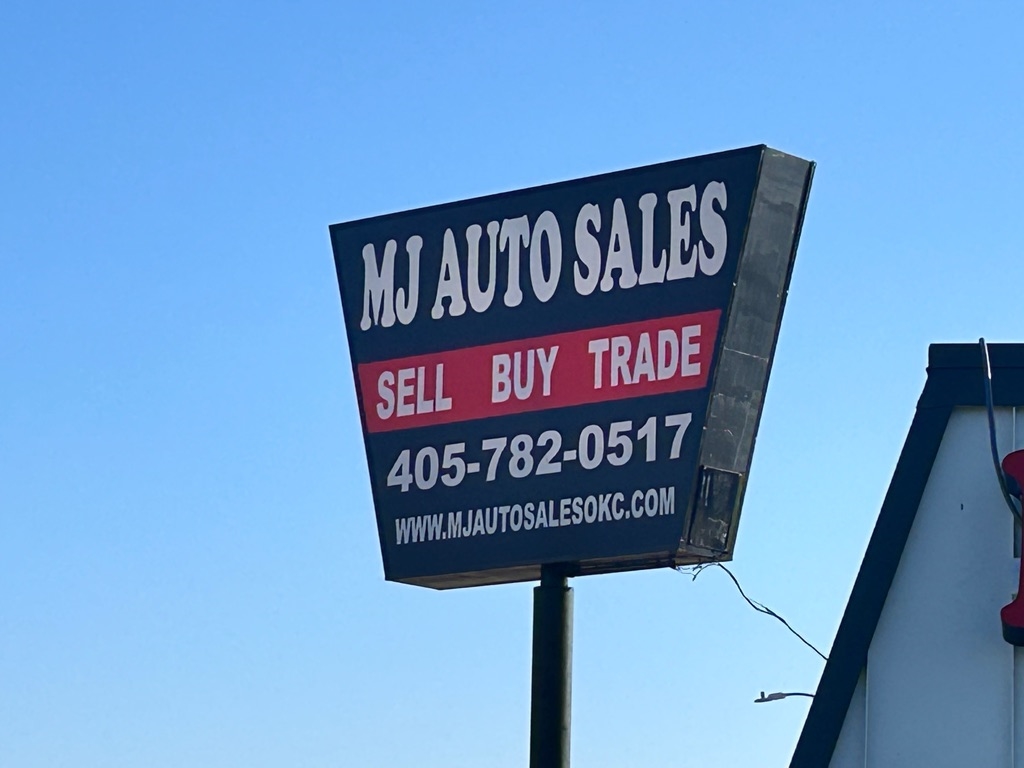 MJ AUTO SALES
SELL BUY TRADE
405-782-0517
WWW.MJAUTOSALESOKC.COM